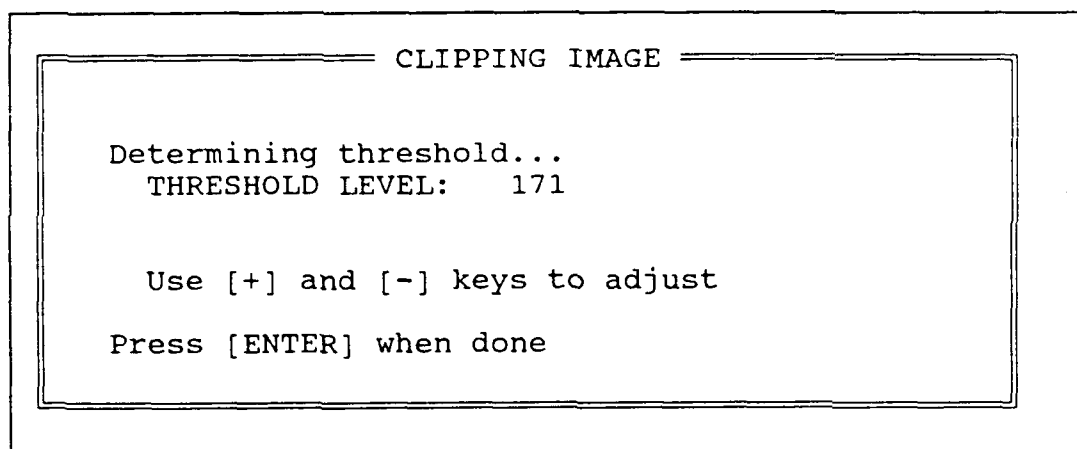 CLIPPING IMAGE
Determining threshold...
THRESHOLD LEVEL: 171
Use [+] and [-] keys to adjust
Press [ENTER] when done